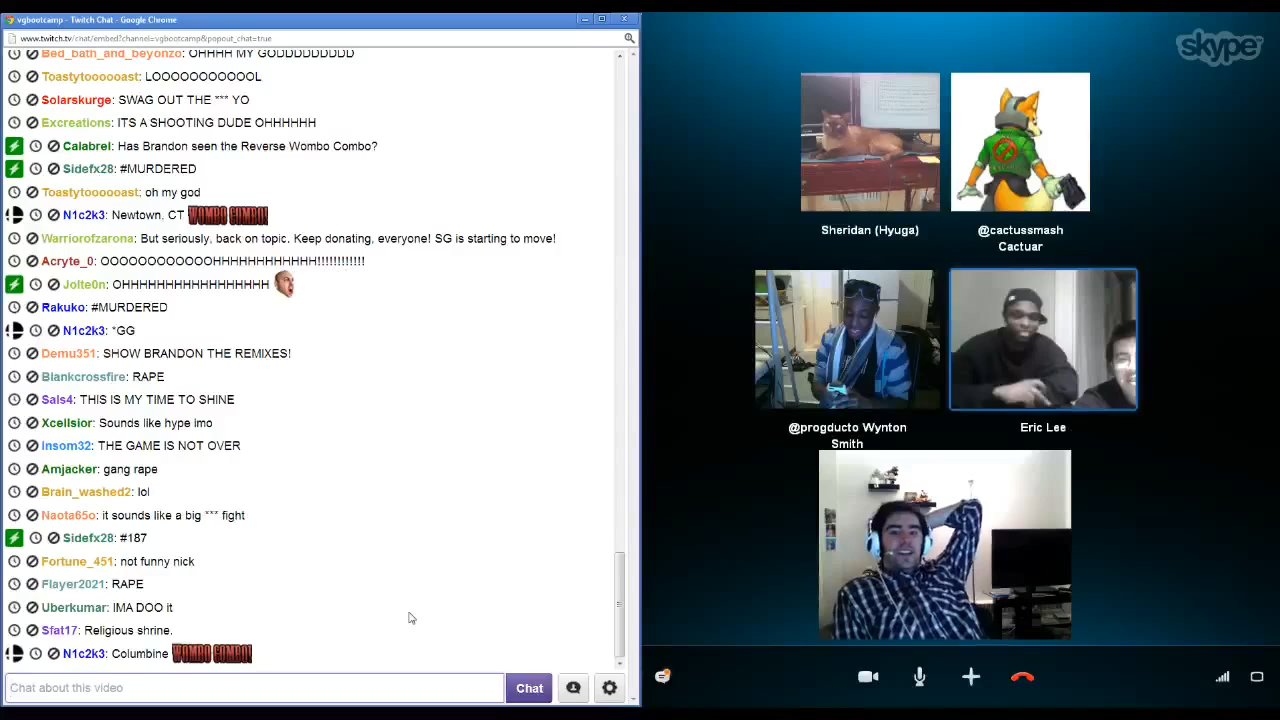 vgbootcamp - Twitch Chat - Google Chrome
www.twitch.tv/chat/embed?channel=vgbootcamp&popout_chat=true
Bed_bath_and_beyonzo: OHHHH MY GODDDDDDDDD
Toastytoooooast: LOOOOOOOOOOOL
Solarskurge: SWAG OUT THE *** YO
Excreations: ITS A SHOOTING DUDE OHHHHHH
Calabrel: Has Brandon seen the Reverse Wombo Combo?
Sidefx28: #MURDERED
Toastytoooooast: oh my god
N1c2k3: Newtown, CT WOMBO COMBO!
Warriorofzarona: But seriously, back on topic. Keep donating, everyone! SG is starting to move!
Acryte_0: OOOOOOOOOOOOHHHHHHHHHHHH!!!!!!!!!!!!
Jolte0n: OHHHHHHHHHHHHHHHHH
Rakuko: #MURDERED
N1c2k3: *GG
Demu351: SHOW BRANDON THE REMIXES!
Blankcrossfire: RAPE
Sals4: THIS IS MY TIME TO SHINE
Xcellsior: Sounds like hype imo
Insom32: THE GAME IS NOT OVER
Amjacker: gang rape
Brain_washed2: lol
Naota65o: it sounds like a big *** fight
Sidefx28: #187
Fortune_451: not funny nick
Flayer2021: RAPE
Uberkumar: IMA DOO it
Sfat17: Religious shrine.
N1c2k3: Columbine WOMBO COMBO!
Chat about this video
Chat
skype
Sheridan (Hyuga)
@cactussmash
Cactuar
@progducto Wynton
Smith
Eric Lee